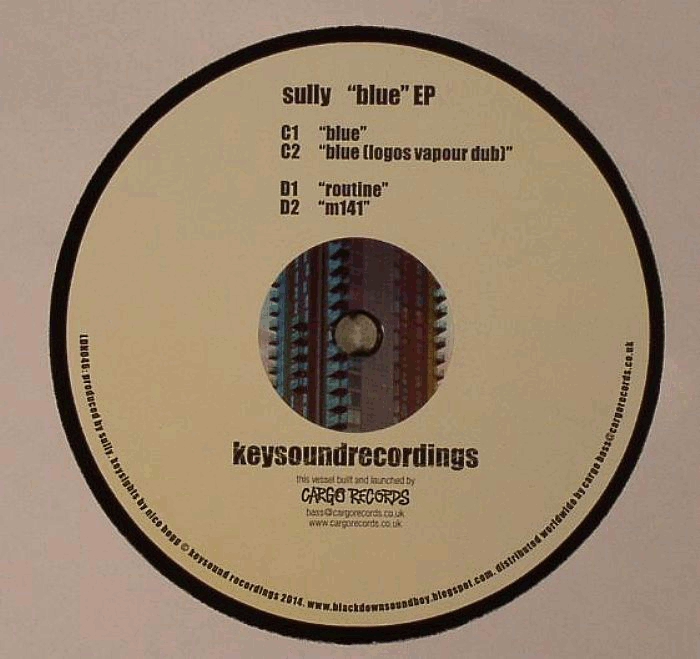 sully "blue" EP
C1 "blue"
C2 "blue (logos vapour dub)"
D1 "routine"
D2 "m141"
keysoundrecordings
this vessel built and launched by
CARGO RECORDS
bass@cargorecords.co.uk
www.cargorecords.co.uk
LDN046: produced by sully. keysights by nico hogg © keysound recordings 2014. www.blackdownsoundboy.blogspot.com. distributed worldwide by cargo bass@cargorecords.co.uk